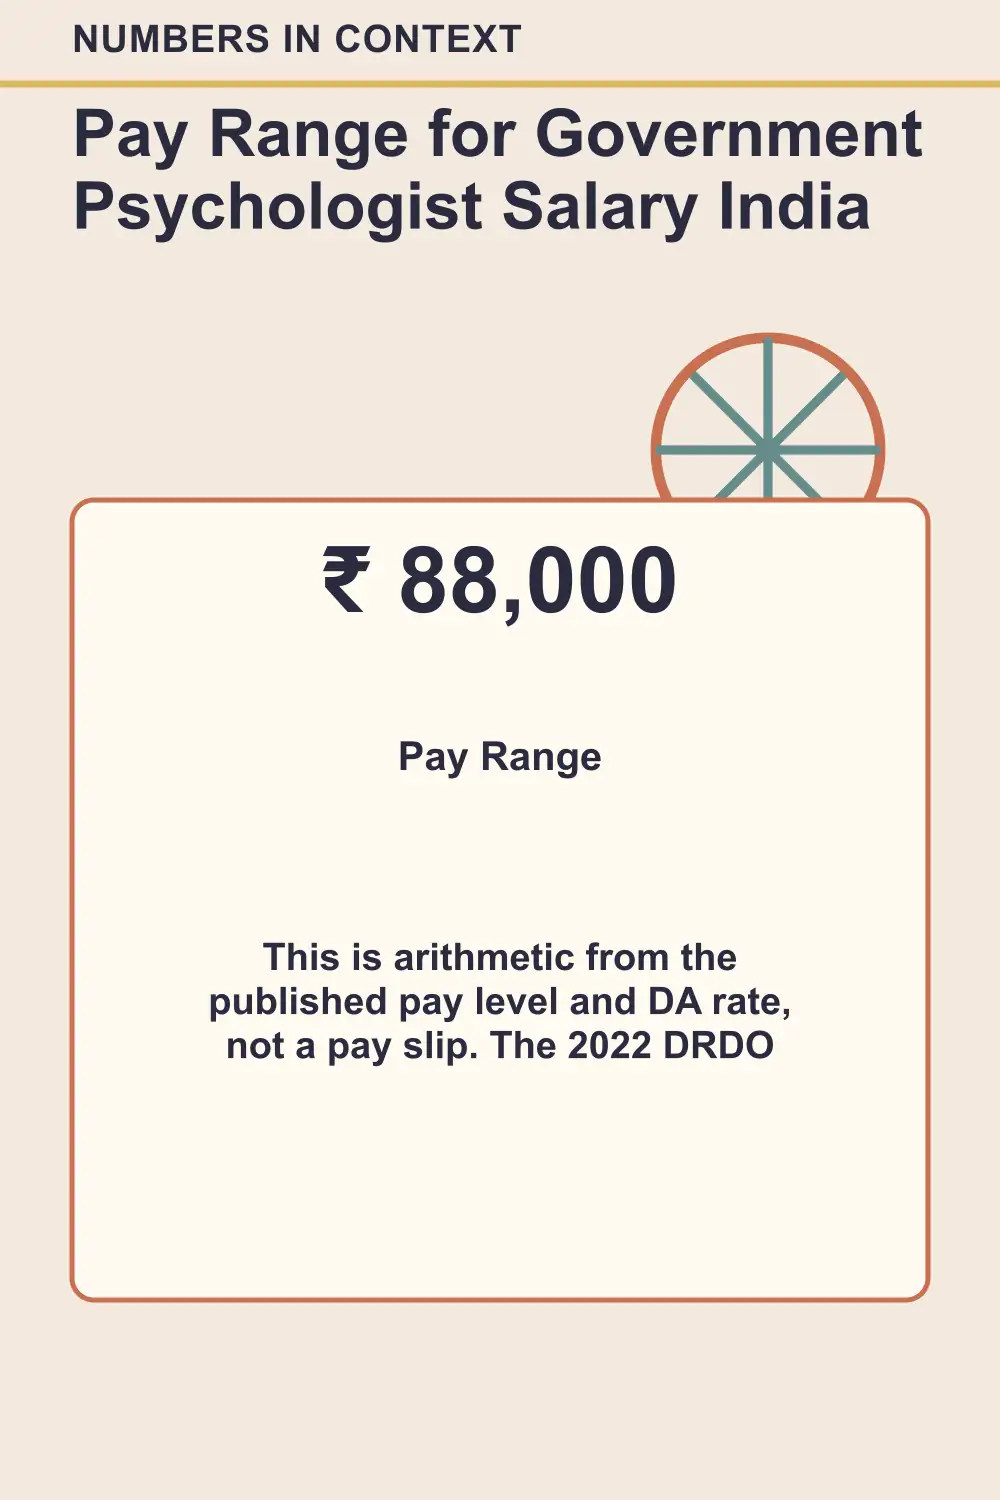 NUMBERS IN CONTEXT
Pay Range for Government
Psychologist Salary India
₹ 88,000
Pay Range
This is arithmetic from the
published pay level and DA rate,
not a pay slip. The 2022 DRDO